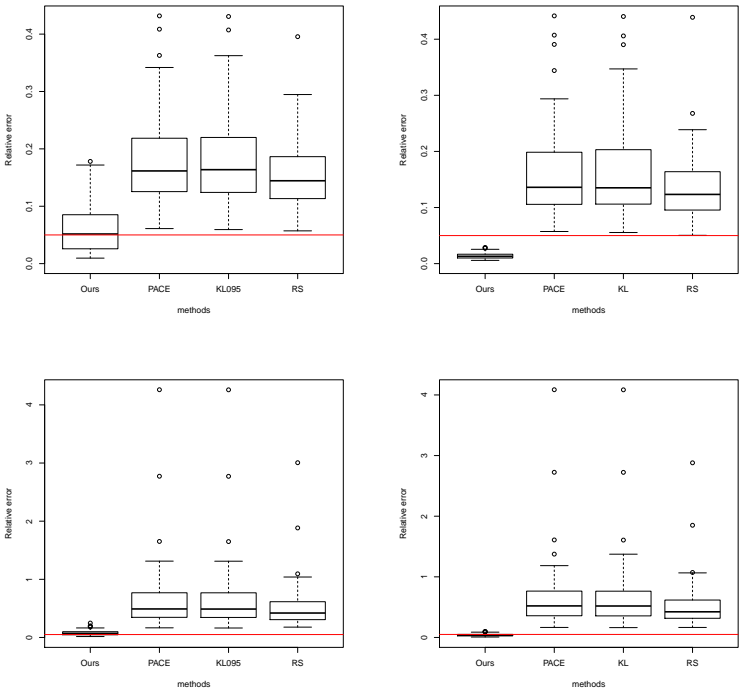 Relative error
0.4
0.3
0.2
0.1
0.0
Ours PACE KL095 RS
methods
Relative error
0.4
0.3
0.2
0.1
0.0
Ours PACE KL RS
methods
Relative error
4
3
2
1
0
Ours PACE KL095 RS
methods
Relative error
4
3
2
1
0
Ours PACE KL RS
methods